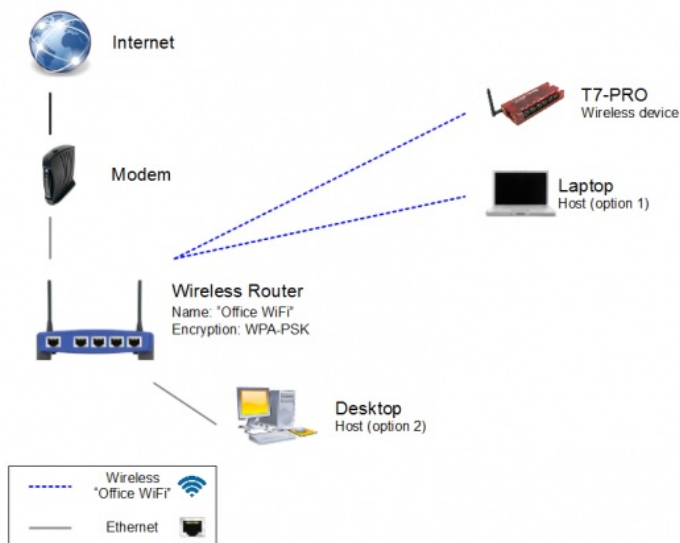 Internet
T7-PRO
Wireless device
Modem
Laptop
Host (option 1)
Wireless Router
Name: "Office WiFi"
Encryption: WPA-PSK
Desktop
Host (option 2)
Wireless
"Office WiFi"
Ethernet